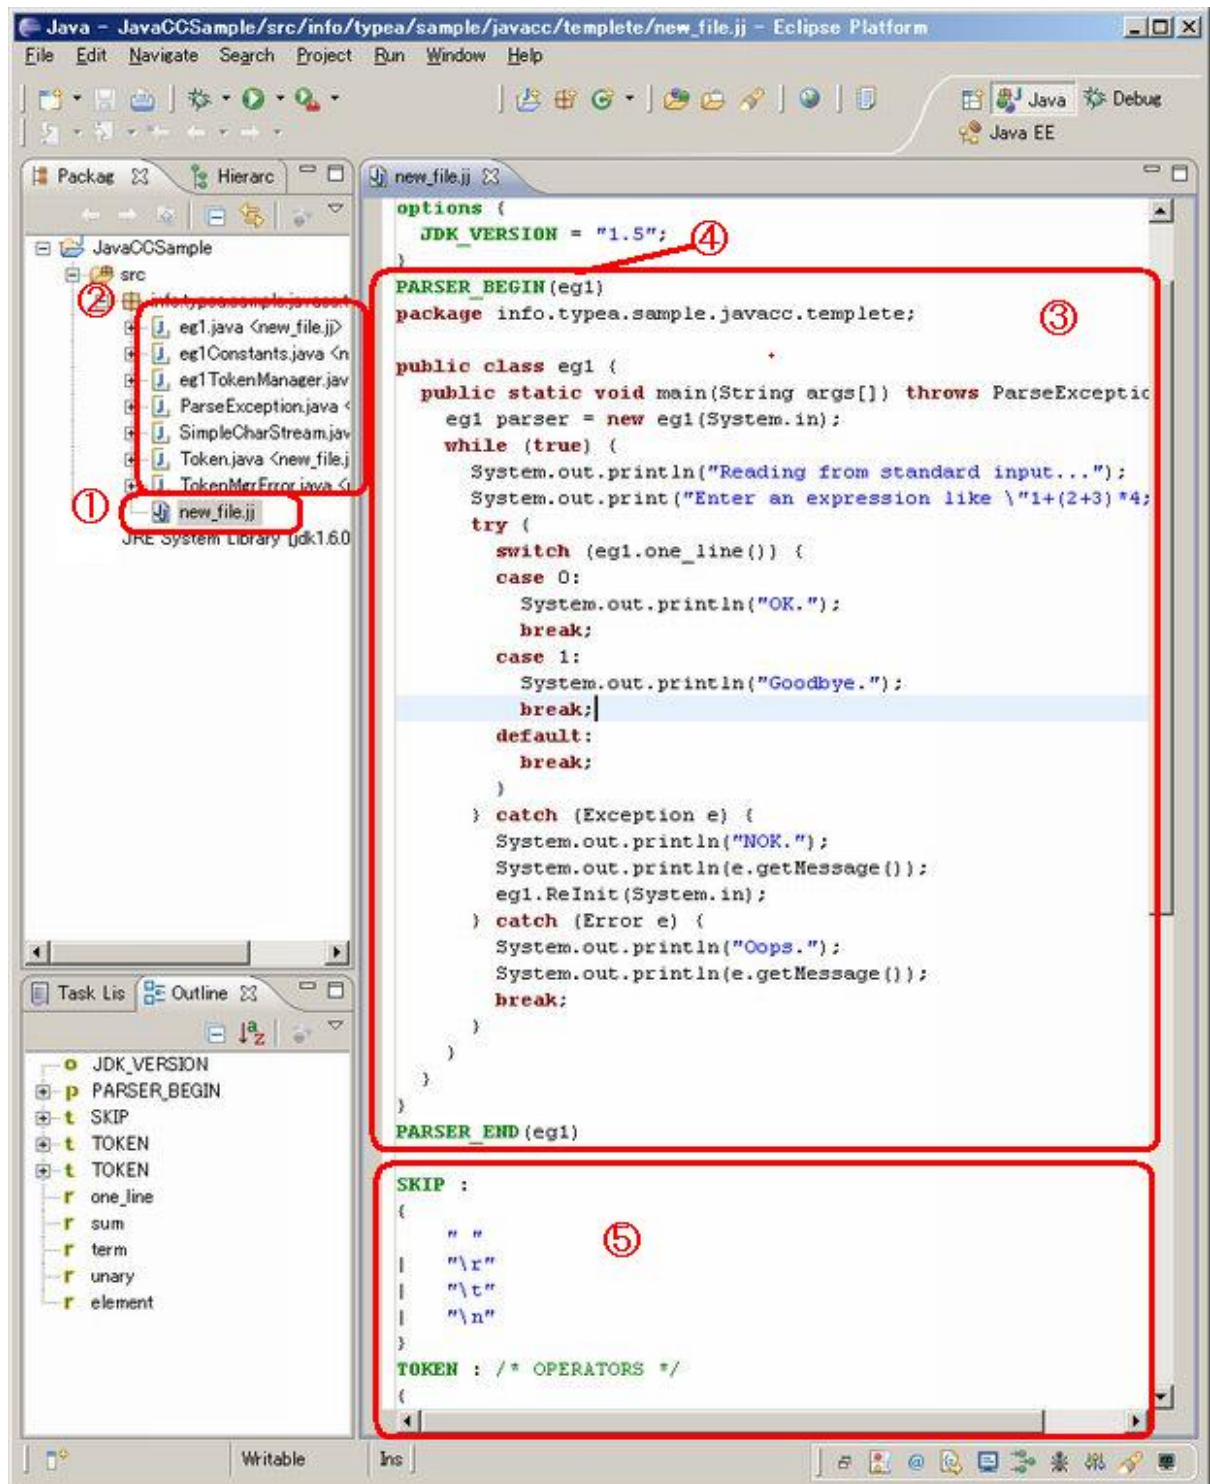 Java - JavaCCSample/src/info/typea/sample/javacc/templete/new_file.jj - Eclipse Platform
File Edit Navigate Search Project Run Window Help
Java Debug
Java EE
Packag Hierarc
JavaCCSample
src
②
eg1.java <new_file.jj>
eg1Constants.java <n
eg1TokenManager.jav
ParseException.java <
SimpleCharStream.jav
Token.java <new_file.j
TokenMgrError.java <n
①
new_file.jj
JRE System Library [jdk1.6.0
new_file.jj
options {
JDK_VERSION = "1.5";
④
}
PARSER_BEGIN(eg1)
③
package info.typea.sample.javacc.templete;
public class eg1 {
public static void main(String args[]) throws ParseExceptic
eg1 parser = new eg1(System.in);
while (true) {
System.out.println("Reading from standard input...");
System.out.print("Enter an expression like \"1+(2+3)*4;
try {
switch (eg1.one_line()) {
case 0:
System.out.println("OK.");
break;
case 1:
System.out.println("Goodbye.");
break;
default:
break;
}
} catch (Exception e) {
System.out.println("NOK.");
System.out.println(e.getMessage());
eg1.ReInit(System.in);
} catch (Error e) {
System.out.println("Oops.");
System.out.println(e.getMessage());
break;
}
}
}
}
PARSER_END(eg1)
SKIP :
{
⑤
" "
| "\r"
| "\t"
| "\n"
}
TOKEN : /* OPERATORS */
{
Task Lis Outline
JDK_VERSION
PARSER_BEGIN
SKIP
TOKEN
TOKEN
one_line
sum
term
unary
element
Writable Ins